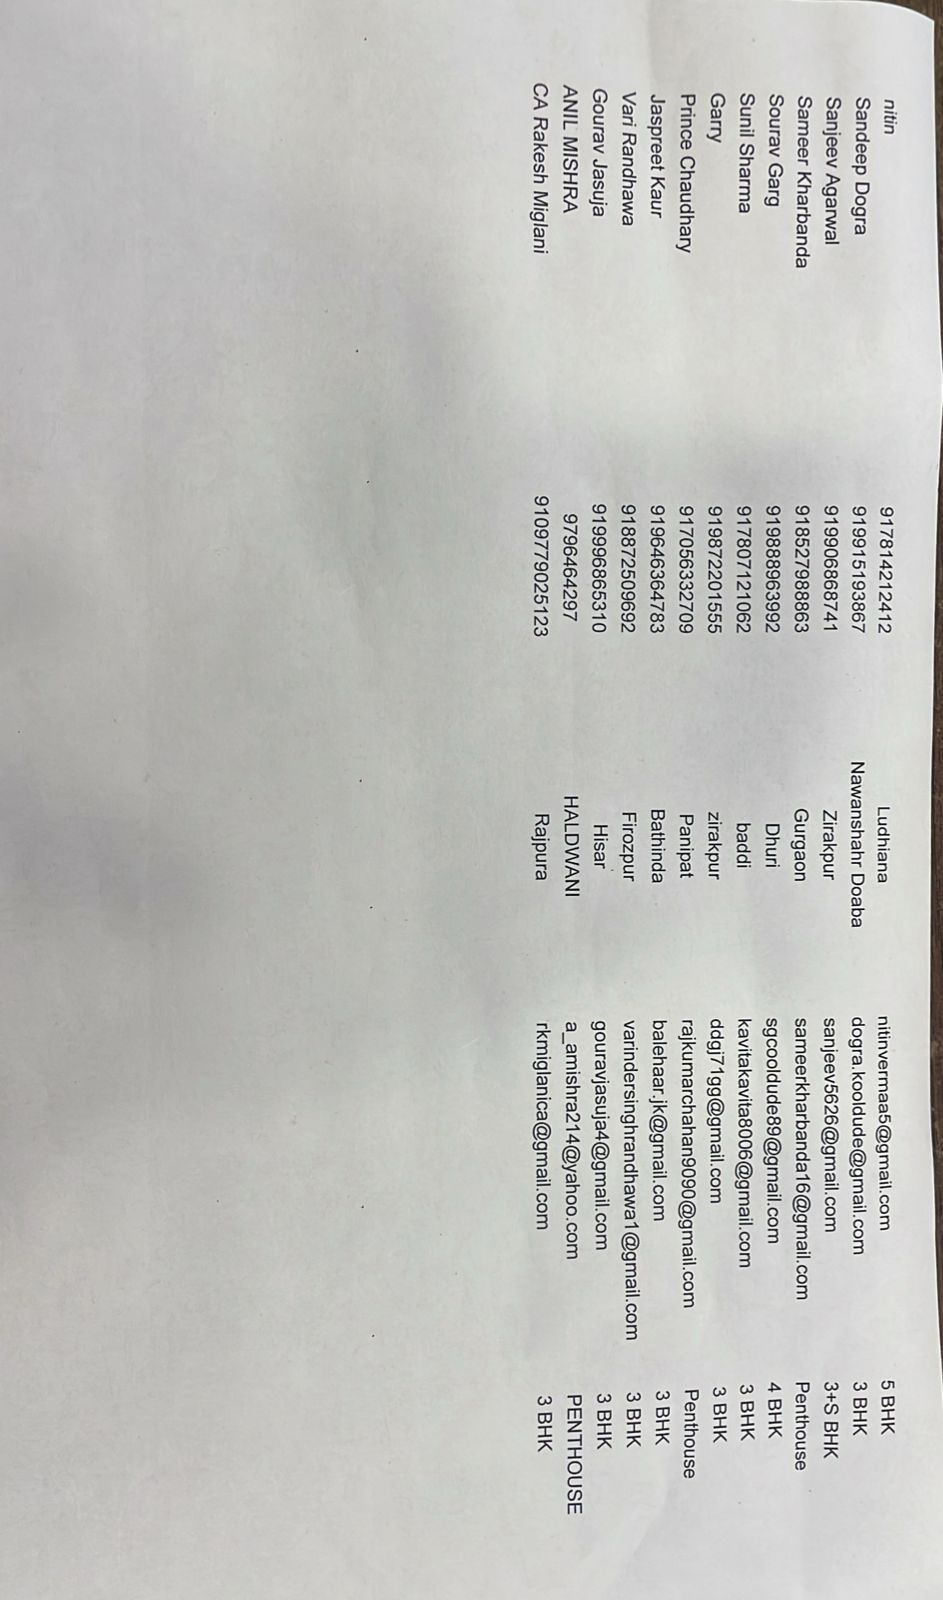 nitin 917814212412 Ludhiana nitinvermaa5@gmail.com 5 BHK
Sandeep Dogra 919915193867 Nawanshahr Doaba dogra.kooldude@gmail.com 3 BHK
Sanjeev Agarwal 919906868741 Zirakpur sanjeev5626@gmail.com 3+S BHK
Sameer Kharbanda 918527988863 Gurgaon sameerkharbanda16@gmail.com Penthouse
Sourav Garg 919888963992 Dhuri sgcooldude89@gmail.com 4 BHK
Sunil Sharma 917807121062 baddi kavitakavita8006@gmail.com 3 BHK
Garry 919872201555 zirakpur ddgj71gg@gmail.com 3 BHK
Prince Chaudhary 917056332709 Panipat rajkumarchahan9090@gmail.com Penthouse
Jaspreet Kaur 919646364783 Bathinda balehaar.jk@gmail.com 3 BHK
Vari Randhawa 918872509692 Firozpur varindersinghrandhawa1@gmail.com 3 BHK
Gourav Jasuja 919996865310 Hisar gouravjasuja4@gmail.com 3 BHK
ANIL MISHRA 9796464297 HALDWANI a_amishra214@yahoo.com PENTHOUSE
CA Rakesh Miglani 9109779025123 Rajpura rkmiglanica@gmail.com 3 BHK